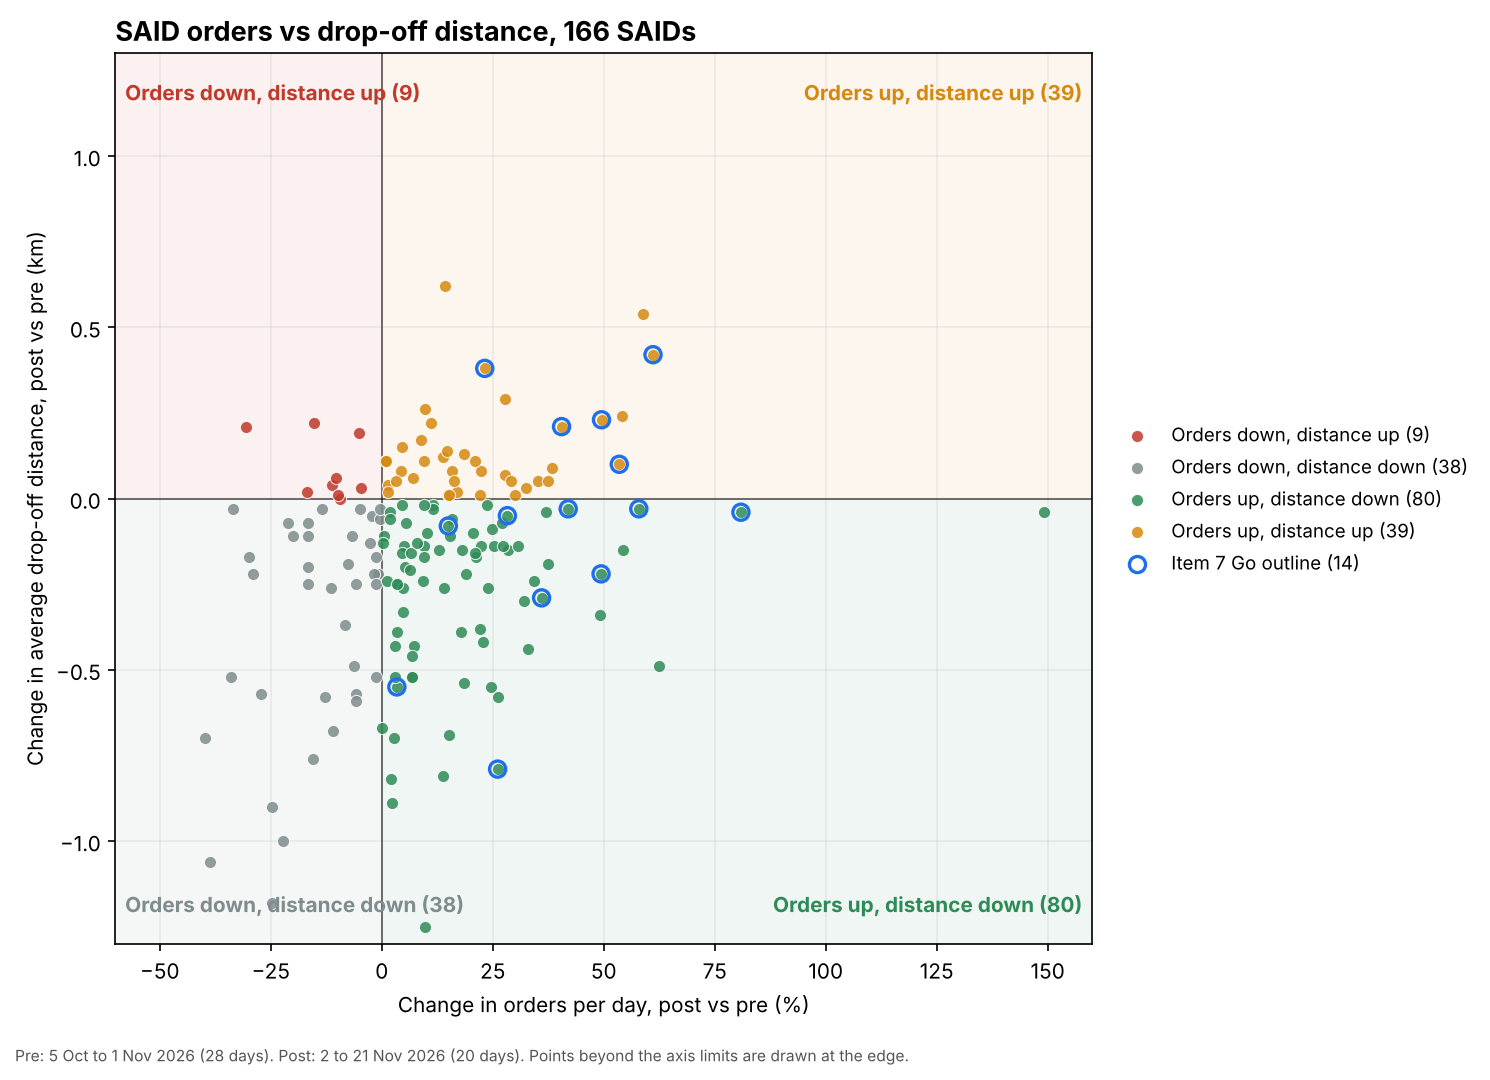 SAID orders vs drop-off distance, 166 SAIDs
Orders down, distance up (9)
Orders up, distance up (39)
1.0
0.5
0.0
−0.5
−1.0
Change in average drop-off distance, post vs pre (km)
Orders down, distance down (38)
Orders up, distance down (80)
−50
−25
0
25
50
75
100
125
150
Change in orders per day, post vs pre (%)
Orders down, distance up (9)
Orders down, distance down (38)
Orders up, distance down (80)
Orders up, distance up (39)
Item 7 Go outline (14)
Pre: 5 Oct to 1 Nov 2026 (28 days). Post: 2 to 21 Nov 2026 (20 days). Points beyond the axis limits are drawn at the edge.